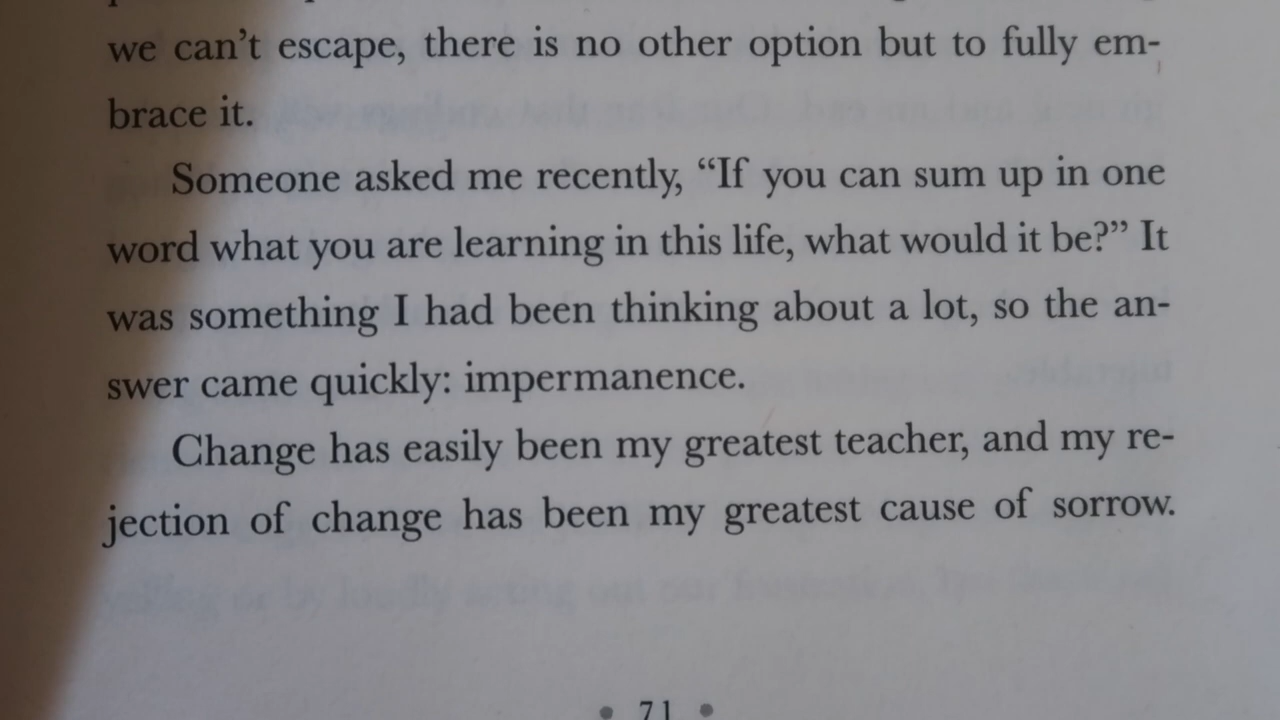 we can't escape, there is no other option but to fully em-
brace it.
Someone asked me recently, “If you can sum up in one
word what you are learning in this life, what would it be?” It
was something I had been thinking about a lot, so the an-
swer came quickly: impermanence.
Change has easily been my greatest teacher, and my re-
jection of change has been my greatest cause of sorrow.
• 71 •